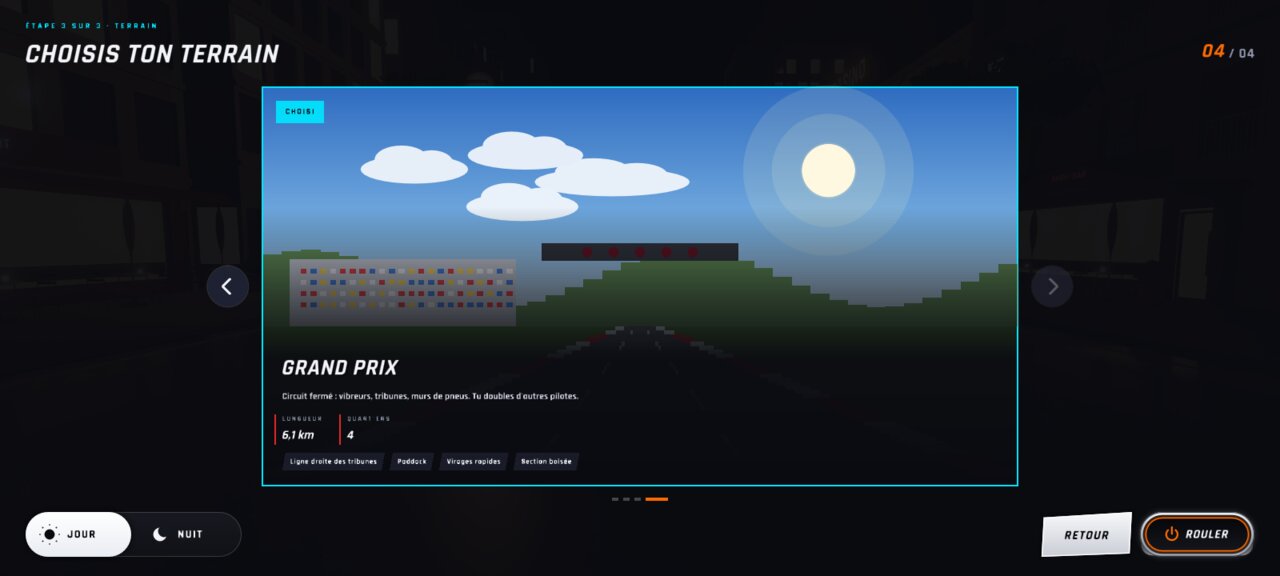 ÉTAPE 3 SUR 3 · TERRAIN
CHOISIS TON TERRAIN
04 / 04
CHOISI
GRAND PRIX
Circuit fermé : vibreurs, tribunes, murs de pneus. Tu doubles d'autres pilotes.
LONGUEUR QUARTIERS
6,1 km 4
Ligne droite des tribunes Paddock Virages rapides Section boisée
JOUR NUIT
RETOUR ROULER